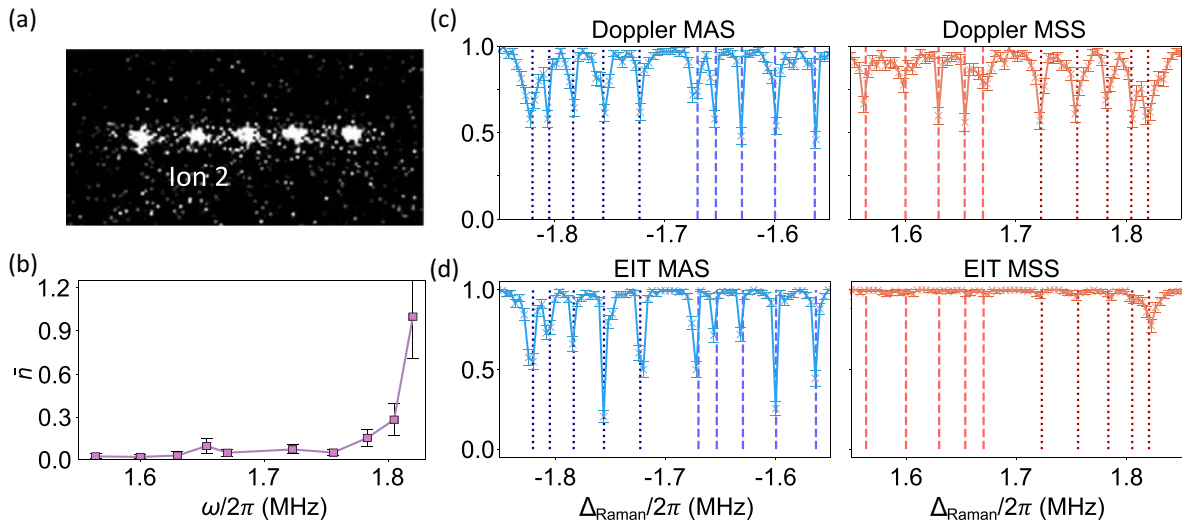 (a)
Ion 2
(b)
1.2
0.9
0.6
0.3
0.0
n̄
1.6 1.7 1.8
ω/2π (MHz)
(c)
Doppler MAS
1.0
0.5
0.0
-1.8 -1.7 -1.6
Doppler MSS
1.6 1.7 1.8
(d)
EIT MAS
1.0
0.5
0.0
-1.8 -1.7 -1.6
Δ_Raman/2π (MHz)
EIT MSS
1.6 1.7 1.8
Δ_Raman/2π (MHz)